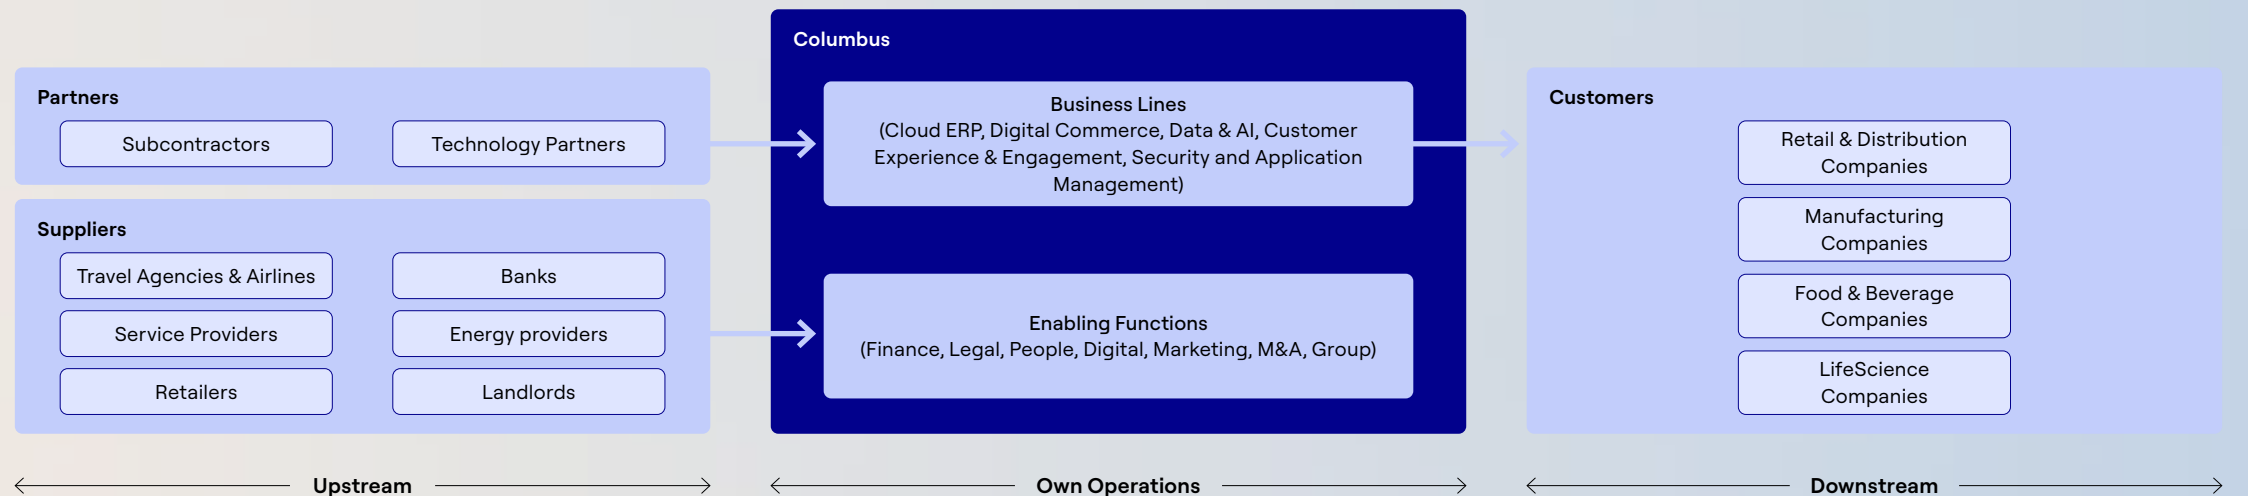 Columbus
Partners
Subcontractors
Technology Partners
Suppliers
Travel Agencies & Airlines
Banks
Service Providers
Energy providers
Retailers
Landlords
Business Lines
(Cloud ERP, Digital Commerce, Data & AI, Customer
Experience & Engagement, Security and Application
Management)
Enabling Functions
(Finance, Legal, People, Digital, Marketing, M&A, Group)
Customers
Retail & Distribution
Companies
Manufacturing
Companies
Food & Beverage
Companies
LifeScience
Companies
Upstream
Own Operations
Downstream